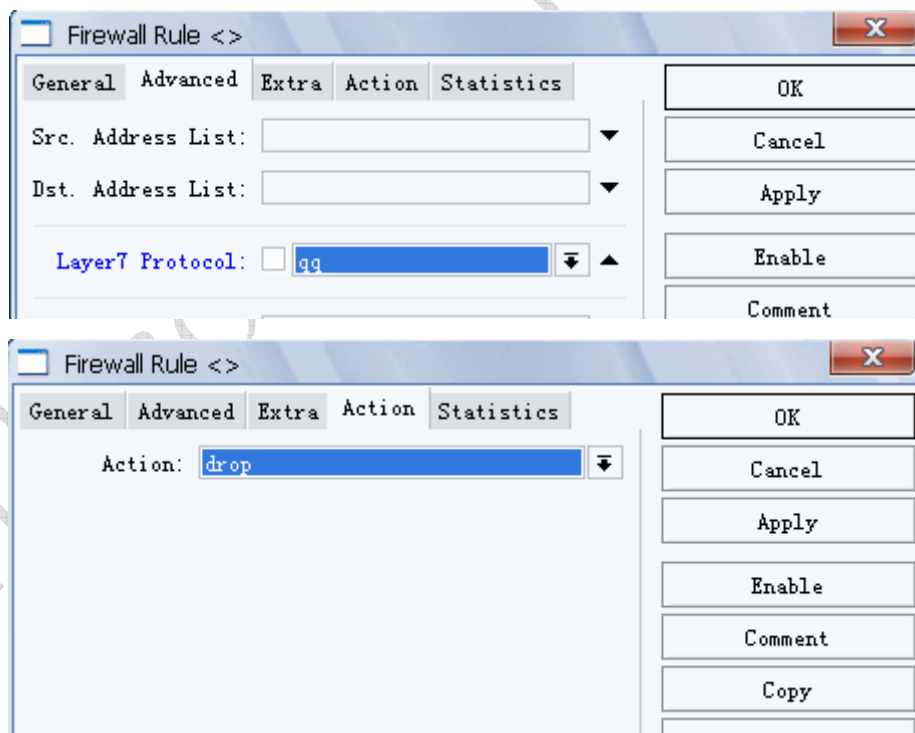 Firewall Rule <>
General Advanced Extra Action Statistics
OK
Src. Address List:
Cancel
Dst. Address List:
Apply
Layer7 Protocol: qq
Enable
Comment
Firewall Rule <>
General Advanced Extra Action Statistics
OK
Action: drop
Cancel
Apply
Enable
Comment
Copy